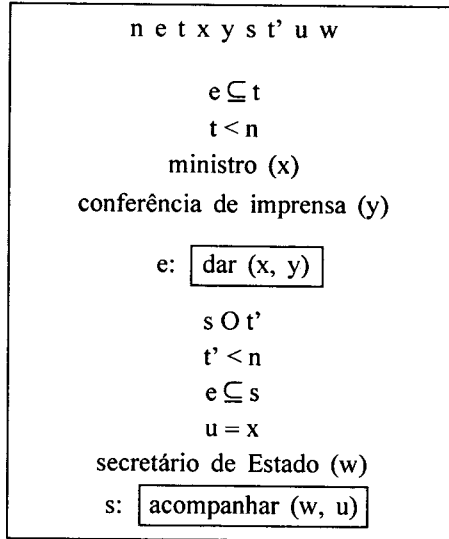 n e t x y s t' u w
e ⊆ t
t < n
ministro (x)
conferência de imprensa (y)
e: dar (x, y)
s O t'
t' < n
e ⊆ s
u = x
secretário de Estado (w)
s: acompanhar (w, u)